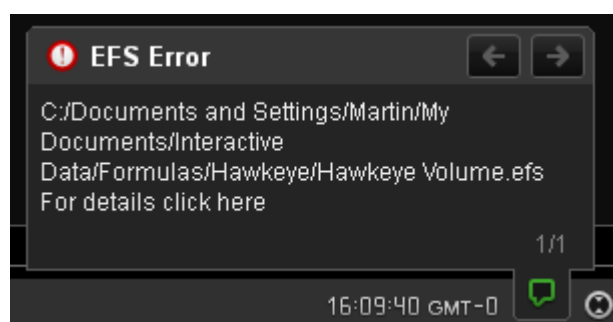 EFS Error
C:/Documents and Settings/Martin/My
Documents/Interactive
Data/Formulas/Hawkeye/Hawkeye Volume.efs
For details click here
1/1
16:09:40 GMT-0